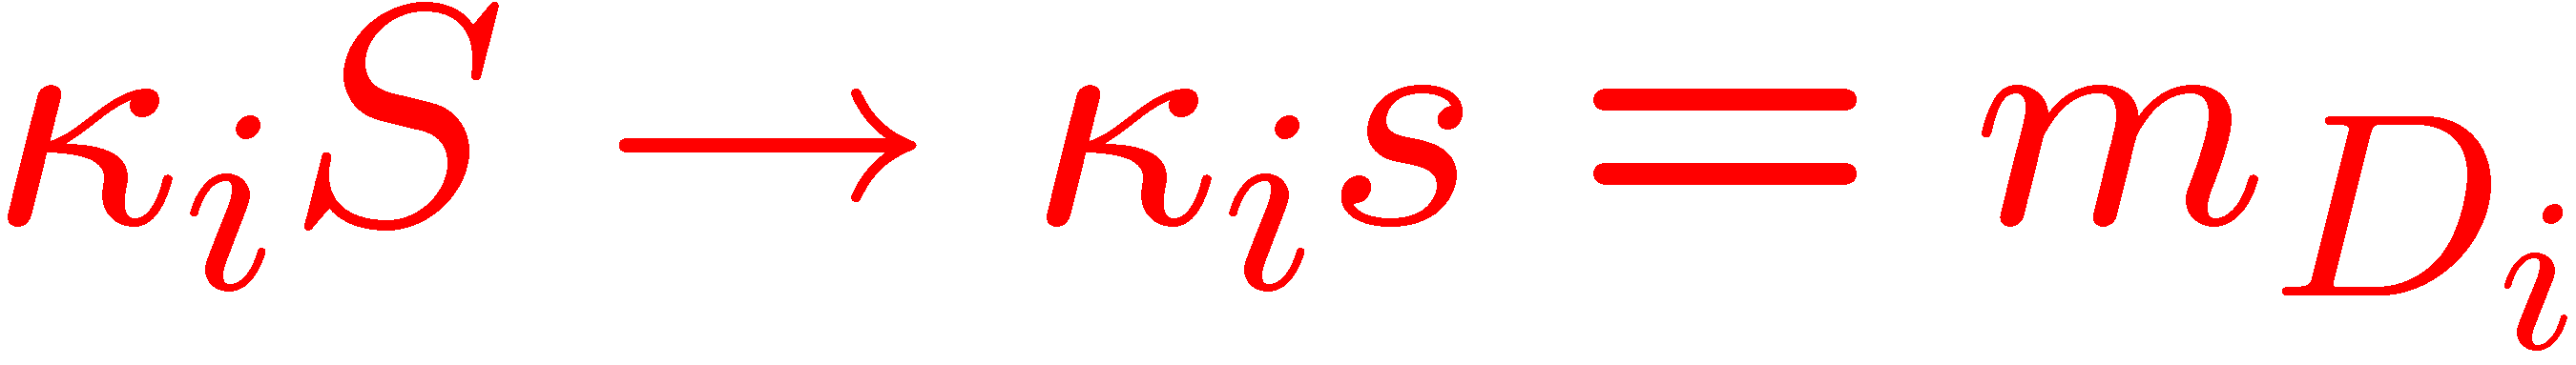 κ_i S → κ_i s = m_{D_i}